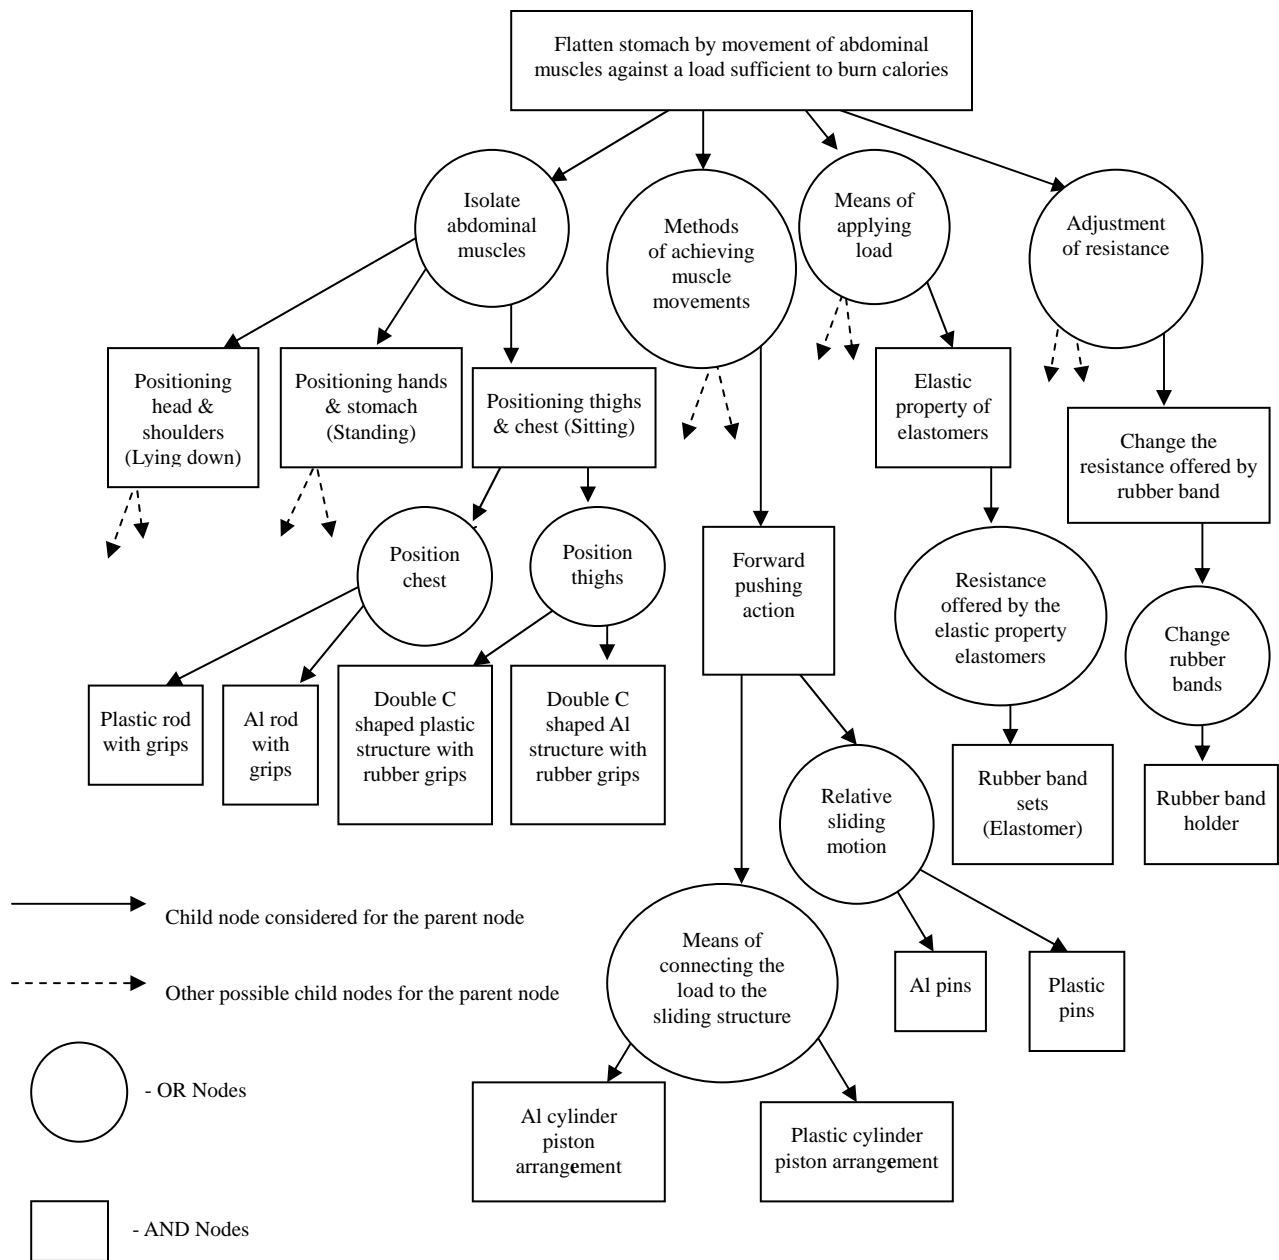 Flatten stomach by movement of abdominal
muscles against a load sufficient to burn calories
Isolate
abdominal
muscles
Methods
of achieving
muscle
movements
Means of
applying
load
Adjustment
of resistance
Positioning
head &
shoulders
(Lying down)
Positioning hands
& stomach
(Standing)
Positioning thighs
& chest (Sitting)
Elastic
property of
elastomers
Change the
resistance offered by
rubber band
Position
chest
Position
thighs
Forward
pushing
action
Resistance
offered by the
elastic property
elastomers
Change
rubber
bands
Plastic rod
with grips
Al rod
with
grips
Double C
shaped plastic
structure with
rubber grips
Double C
shaped Al
structure with
rubber grips
Relative
sliding
motion
Rubber band
sets
(Elastomer)
Rubber band
holder
Child node considered for the parent node
Other possible child nodes for the parent node
Means of
connecting the
load to the
sliding structure
Al pins
Plastic
pins
- OR Nodes
Al cylinder
piston
arrangement
Plastic cylinder
piston arrangement
- AND Nodes